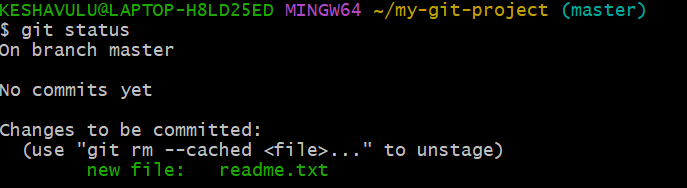 KESHAVULU@LAPTOP-H8LD25ED MINGW64 ~/my-git-project (master)
$ git status
On branch master
No commits yet
Changes to be committed:
  (use "git rm --cached <file>..." to unstage)
        new file:   readme.txt